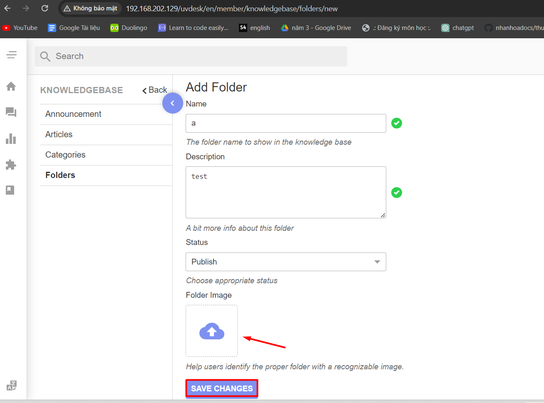 Không bảo mật 192.168.202.129/uvdesk/en/member/knowledgebase/folders/new
YouTube Google Tài liệu Duolingo Learn to code easily... english năm 3 - Google Drive .: Đăng ký môn học :. chatgpt nhanhoadocs/thu
Search
KNOWLEDGEBASE
Back
Announcement
Articles
Categories
Folders
Add Folder
Name
a
The folder name to show in the knowledge base
Description
test
A bit more info about this folder
Status
Publish
Choose appropriate status
Folder Image
Help users identify the proper folder with a recognizable image.
SAVE CHANGES